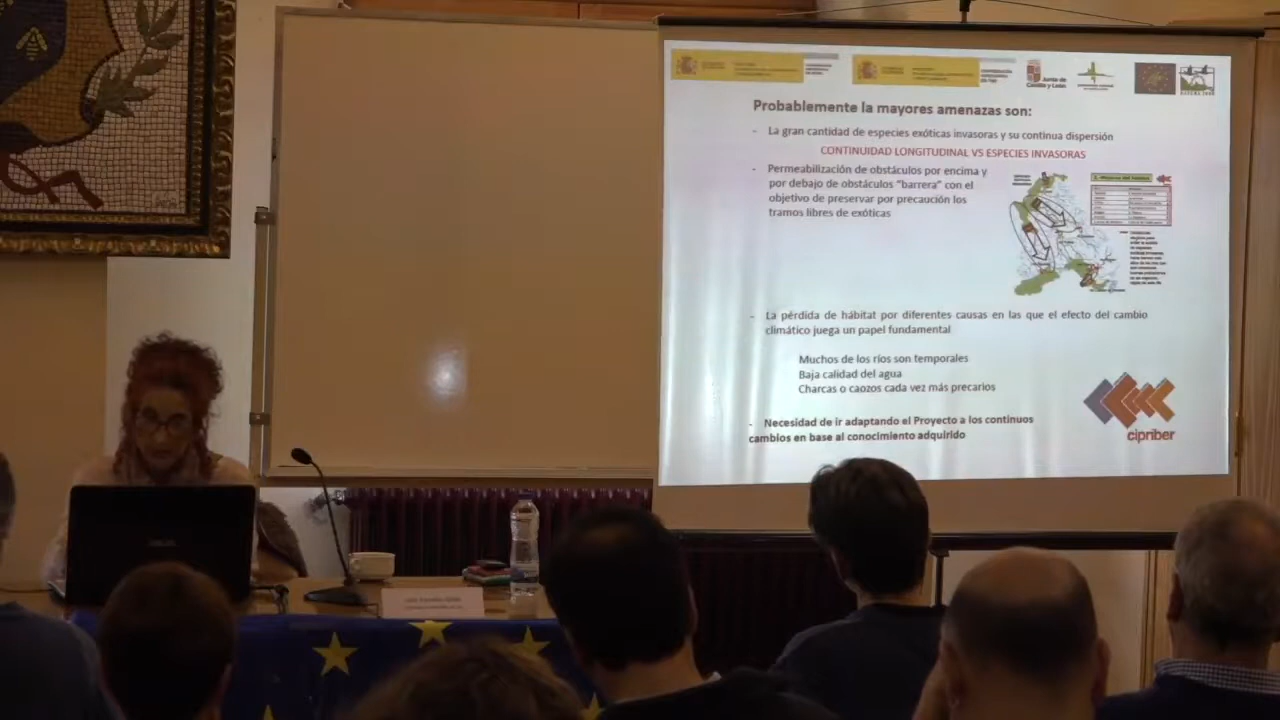 Junta de
Castilla y León
Probablemente la mayores amenazas son:
- La gran cantidad de especies exóticas invasoras y su continua dispersión
CONTINUIDAD LONGITUDINAL VS ESPECIES INVASORAS
- Permeabilización de obstáculos por encima y
por debajo de obstáculos "barrera" con el
objetivo de preservar por precaución los
tramos libres de exóticas
- La pérdida de hábitat por diferentes causas en las que el efecto del cambio
climático juega un papel fundamental
Muchos de los ríos son temporales
Baja calidad del agua
Charcas o caozos cada vez más precarios
- Necesidad de ir adaptando el Proyecto a los continuos
cambios en base al conocimiento adquirido
cipriber